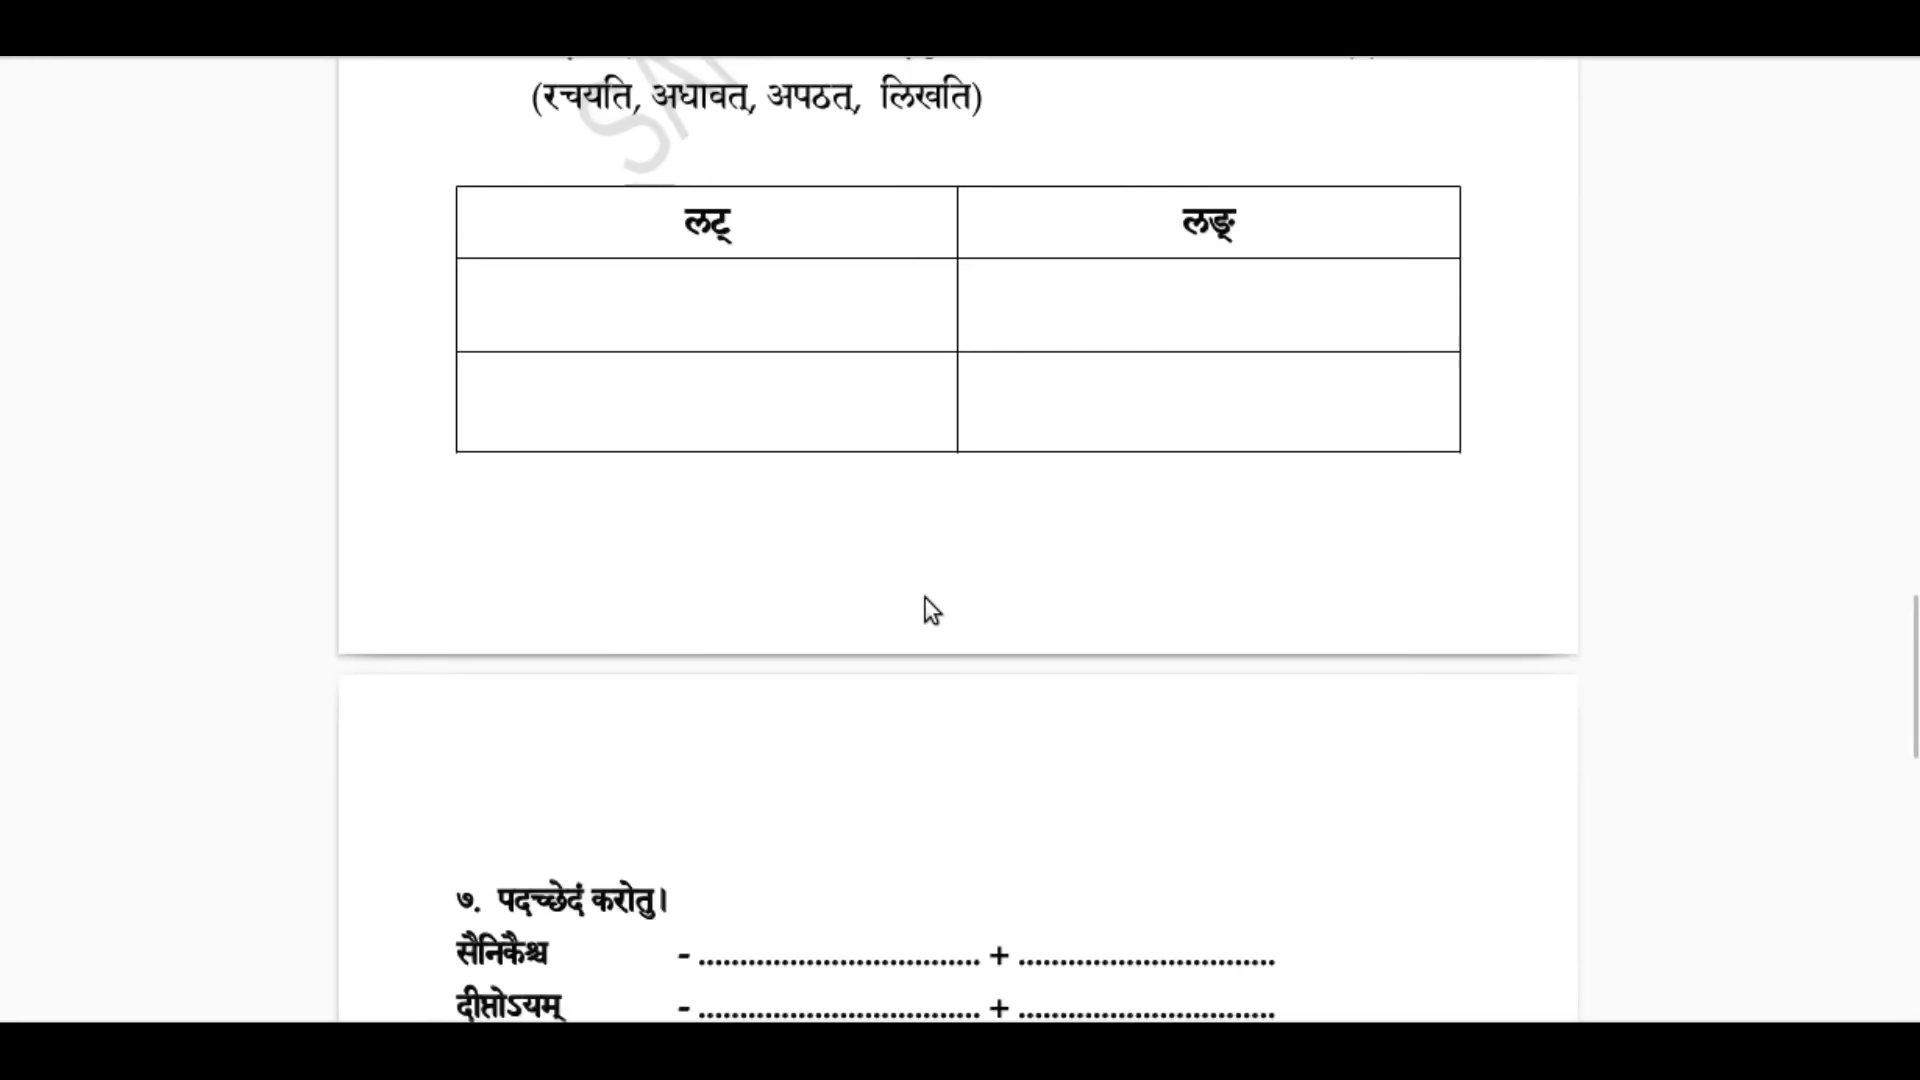 (रचयति, अधावत्, अपठत्, लिखति)
लट् लङ्
७. पदच्छेदं करोतु।
सैनिकैश्च - .................................. + ...............................
दीप्तोऽयम् - .................................. + ...............................